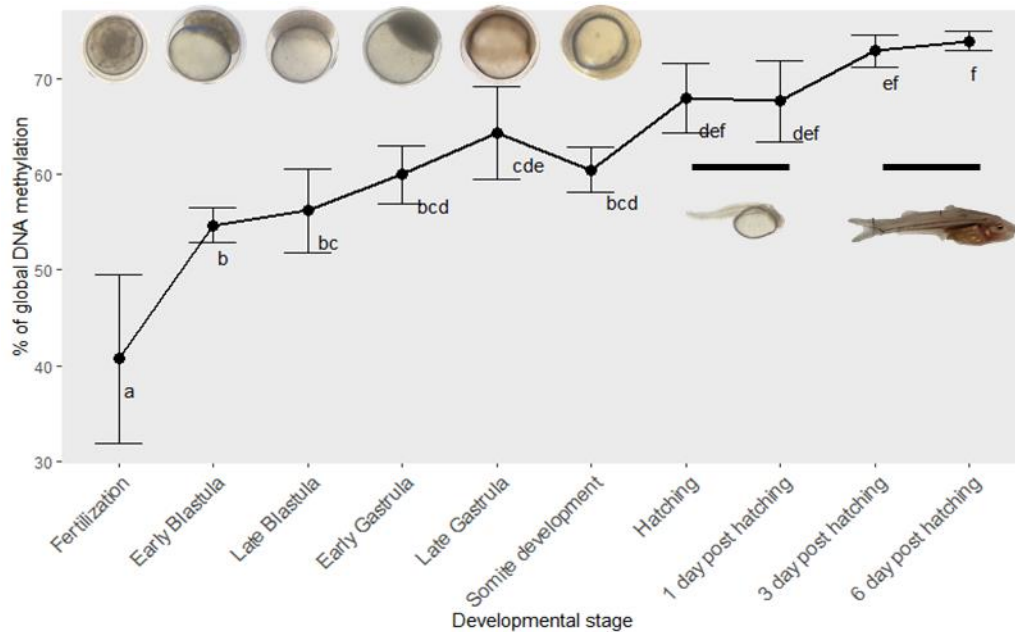 % of global DNA methylation
70
60
50
40
30
a
b
bc
bcd
cde
bcd
def
def
ef
f
Fertilization
Early Blastula
Late Blastula
Early Gastrula
Late Gastrula
Somite development
Hatching
1 day post hatching
3 day post hatching
6 day post hatching
Developmental stage